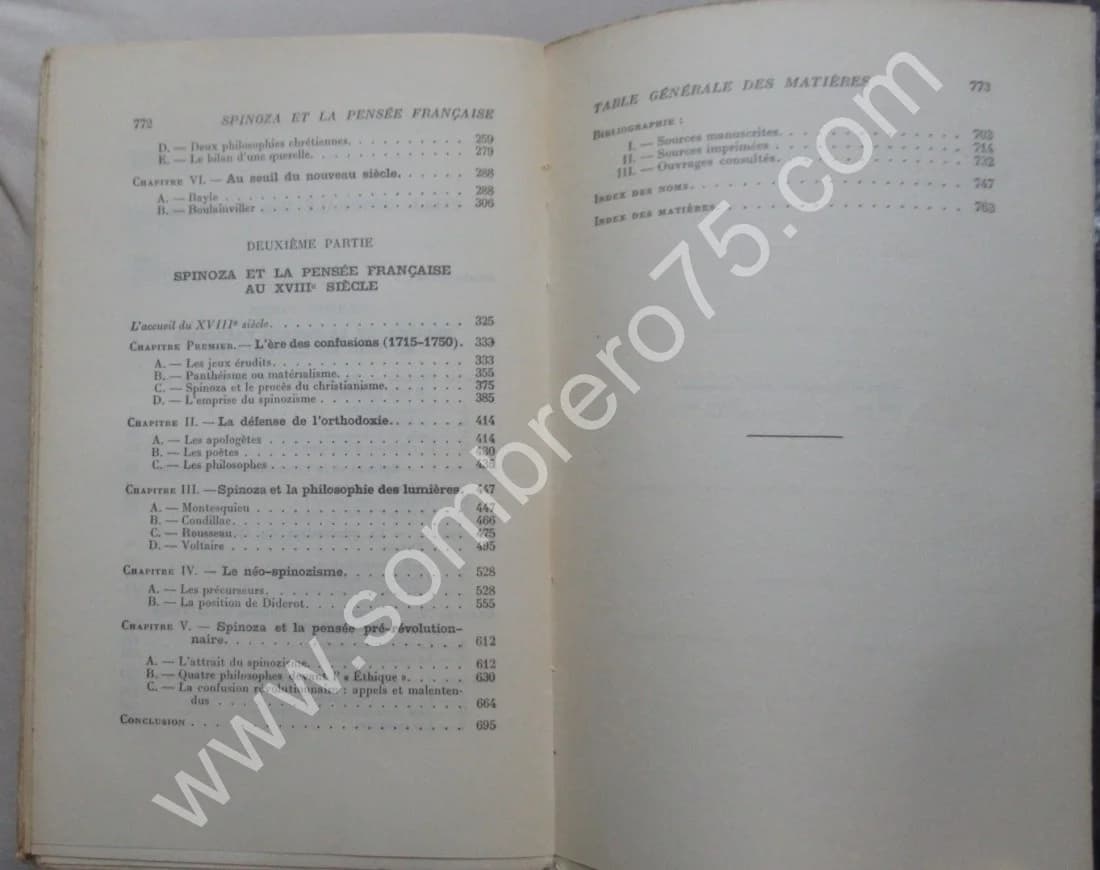 772 SPINOZA ET LA PENSÉE FRANÇAISE
D. — Deux philosophies chrétiennes. 259
E. — Le bilan d'une querelle. 279
CHAPITRE VI. — Au seuil du nouveau siècle. 288
A. — Bayle 288
B. — Boulainviller 306
DEUXIÈME PARTIE
SPINOZA ET LA PENSÉE FRANÇAISE
AU XVIIIe SIÈCLE
L'accueil du XVIIIe siècle. 325
CHAPITRE PREMIER. — L'ère des confusions (1715-1750). 333
A. — Les jeux érudits. 333
B. — Panthéisme ou matérialisme. 355
C. — Spinoza et le procès du christianisme. 375
D. — L'emprise du spinozisme 385
CHAPITRE II. — La défense de l'orthodoxie. 414
A. — Les apologètes 414
B. — Les poètes 430
C. — Les philosophes 435
CHAPITRE III. — Spinoza et la philosophie des lumières. 447
A. — Montesquieu 447
B. — Condillac. 466
C. — Rousseau 475
D. — Voltaire 495
CHAPITRE IV. — Le néo-spinozisme. 528
A. — Les précurseurs. 528
B. — La position de Diderot. 555
CHAPITRE V. — Spinoza et la pensée pré-révolution-
naire. 612
A. — L'attrait du spinozisme. 612
B. — Quatre philosophes devant l' « Éthique ». 630
C. — La confusion révolutionnaire : appels et malenten-
dus 664
CONCLUSION 695
TABLE GÉNÉRALE DES MATIÈRES 773
BIBLIOGRAPHIE :
I. — Sources manuscrites. 703
II. — Sources imprimées 714
III. — Ouvrages consultés. 732
INDEX DES NOMS. 747
INDEX DES MATIÈRES 763
www.sombrero75.com